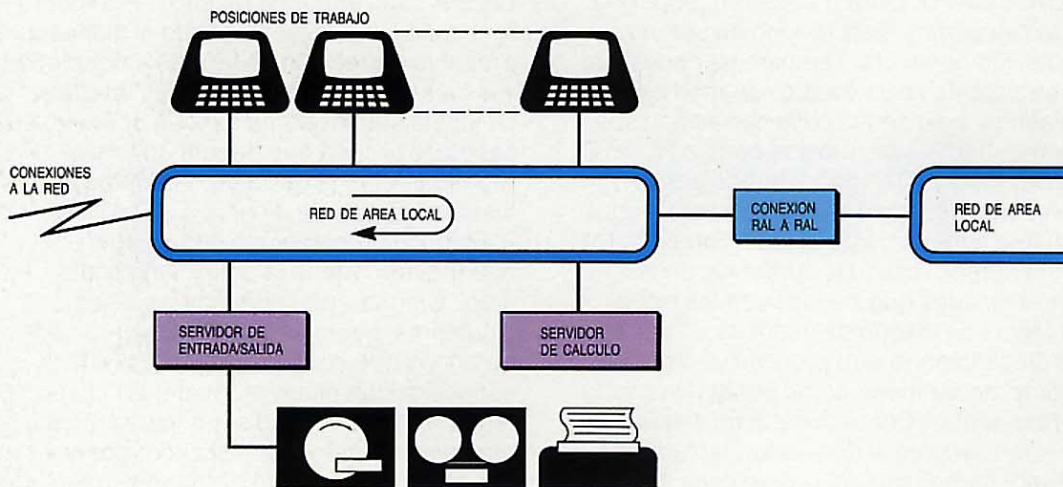 POSICIONES DE TRABAJO
CONEXIONES
A LA RED
RED DE AREA LOCAL
CONEXION
RAL A RAL
RED DE AREA
LOCAL
SERVIDOR DE
ENTRADA/SALIDA
SERVIDOR
DE CALCULO